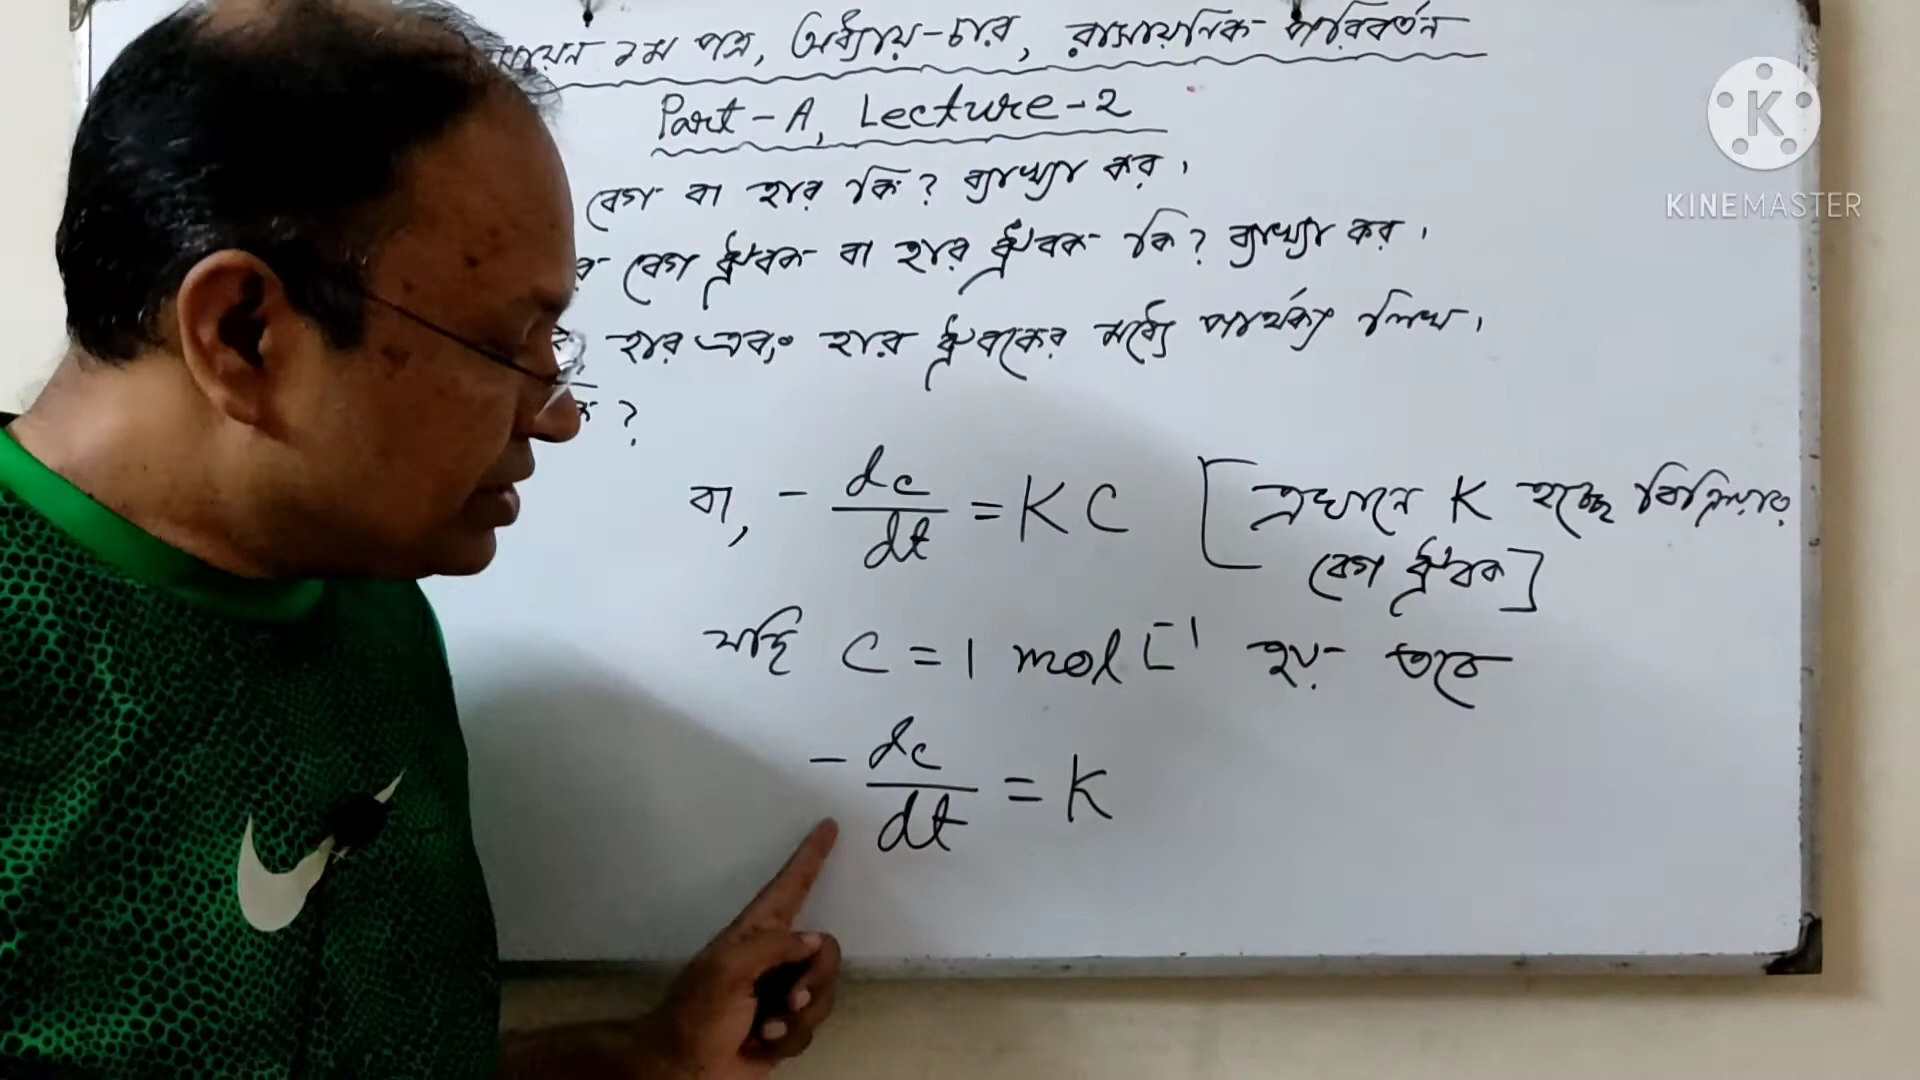 রসায়ন ১ম পত্র, অধ্যায়-চার, রাসায়নিক পরিবর্তন
Part-A, Lecture-2
বেগ বা হার কি? ব্যাখ্যা কর।
বেগ ধ্রুবক বা হার ধ্রুবক কি? ব্যাখ্যা কর।
হার এবং হার ধ্রুবকের মধ্যে পার্থক্য লিখ।
?
বা, - dc/dt = KC [এখানে K হচ্ছে বিক্রিয়ার
বেগ ধ্রুবক]
যদি C = 1 mol L⁻¹ হয় তবে
- dc/dt = K
K
KINEMASTER